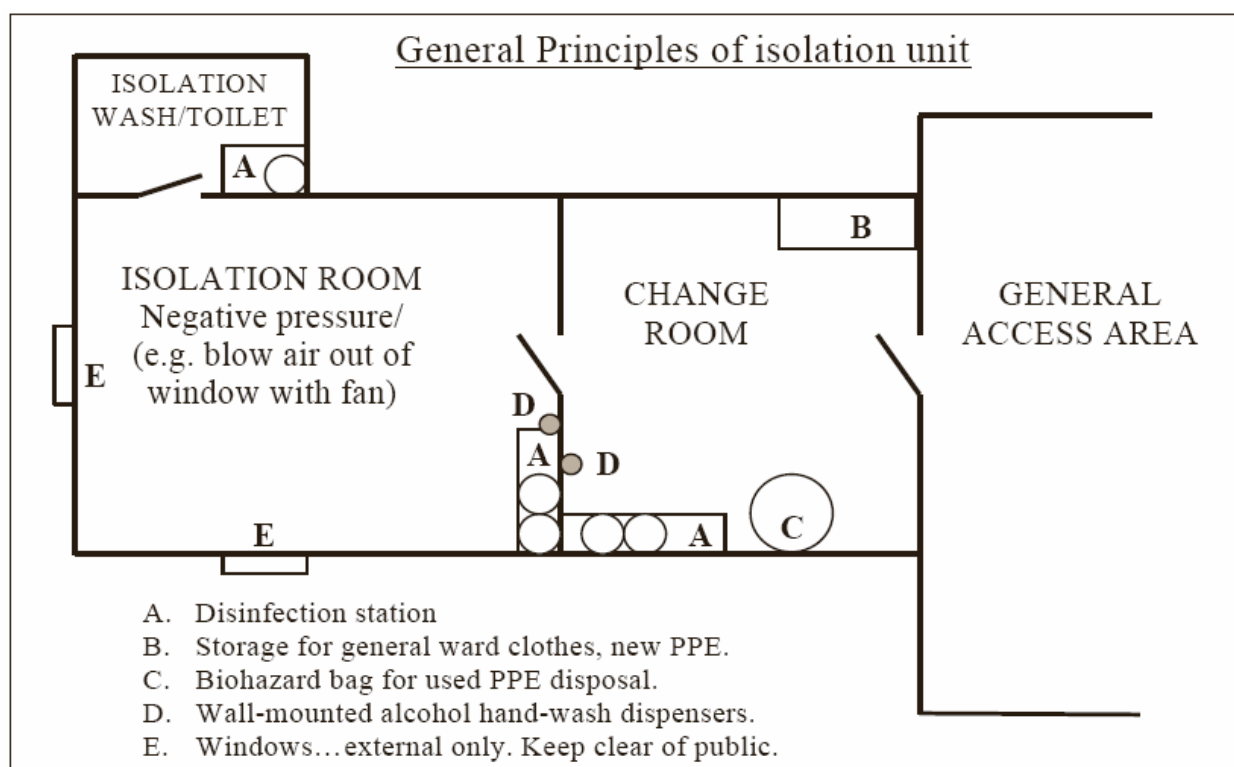 General Principles of isolation unit
ISOLATION
WASH/TOILET
A
B
ISOLATION ROOM
Negative pressure/
(e.g. blow air out of
window with fan)
E
CHANGE
ROOM
GENERAL
ACCESS AREA
D
A
D
E
A
C
A. Disinfection station
B. Storage for general ward clothes, new PPE.
C. Biohazard bag for used PPE disposal.
D. Wall-mounted alcohol hand-wash dispensers.
E. Windows…external only. Keep clear of public.